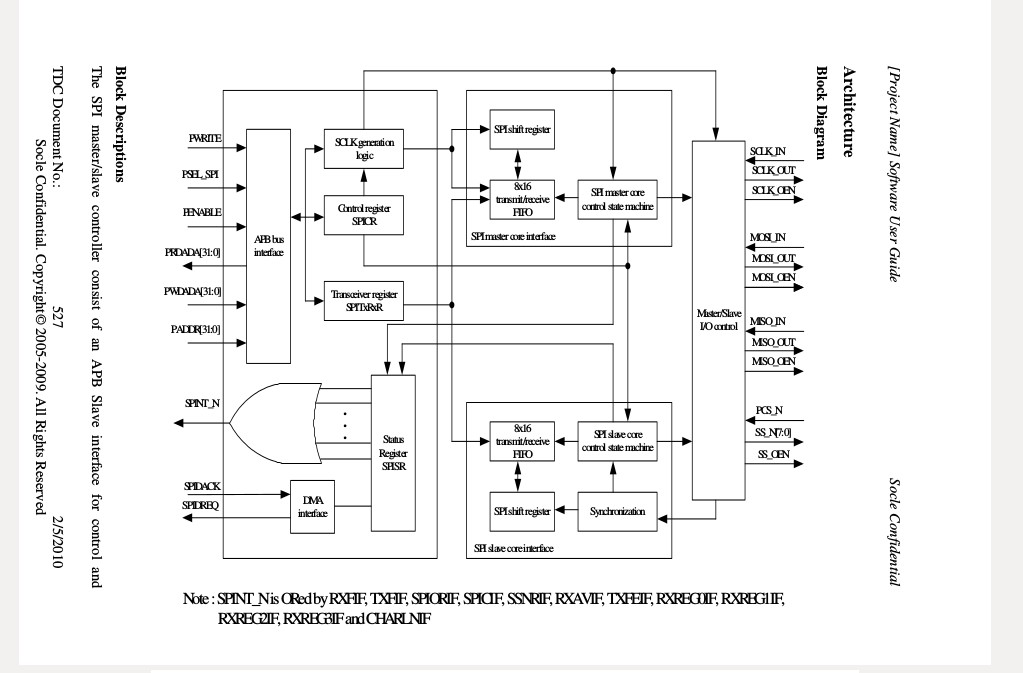 [Project Name] Software User Guide
Socle Confidential
Architecture
Block Diagram
PWRITE
PSEL_SPI
PENABLE
PRDADA[31:0]
PWDADA[31:0]
PADDR[31:0]
SPINT_N
SPIDACK
SPIDREQ
APB bus
interface
SCLK generation
logic
Control register
SPICR
Transceiver register
SPITxRxR
Status
Register
SPISR
DMA
interface
SPI shift register
8x16
transmit/receive
FIFO
SPI master core
control state machine
SPI master core interface
8x16
transmit/receive
FIFO
SPI slave core
control state machine
SPI shift register
Synchronization
SPI slave core interface
Master/Slave
I/O control
SCLK_IN
SCLK_OUT
SCLK_OEN
MOSI_IN
MOSI_OUT
MOSI_OEN
MISO_IN
MISO_OUT
MISO_OEN
PCS_N
SS_N[7:0]
SS_OEN
Note : SPINT_N is ORed by RXFIF, TXFIF, SPIORIF, SPICIF, SSNRIF, RXAVIF, TXFEIF, RXREG0IF, RXREG1IF,
RXREG2IF, RXREG3IF and CHARLNIF
Block Descriptions
The SPI master/slave controller consist of an APB Slave interface for control and
TDC Document No.: 527 2/5/2010
Socle Confidential. Copyright© 2005-2009. All Rights Reserved